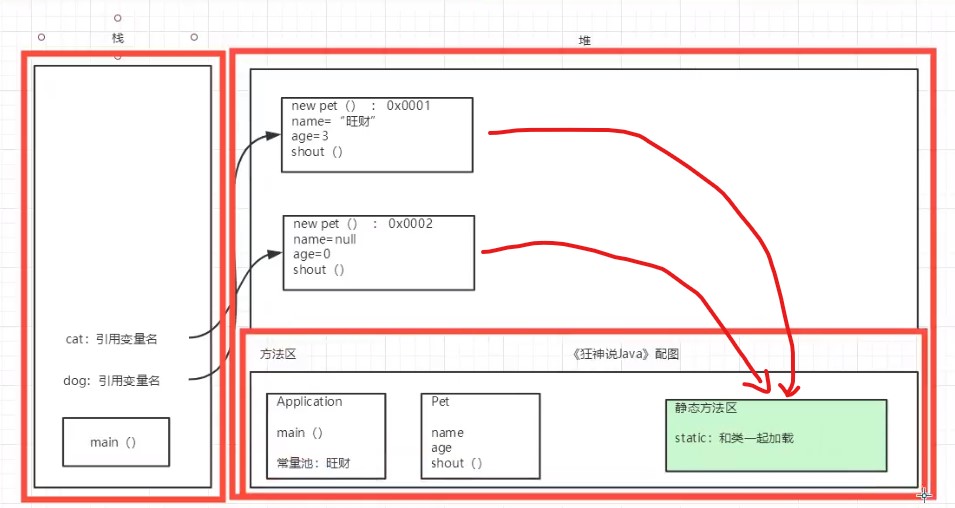 栈
堆
new pet（） ： 0x0001
name=“旺财”
age=3
shout（）
new pet（） ： 0x0002
name=null
age=0
shout（）
cat：引用变量名
dog：引用变量名
main（）
方法区
《狂神说Java》配图
Application
main（）
常量池：旺财
Pet
name
age
shout（）
静态方法区
static：和类一起加载